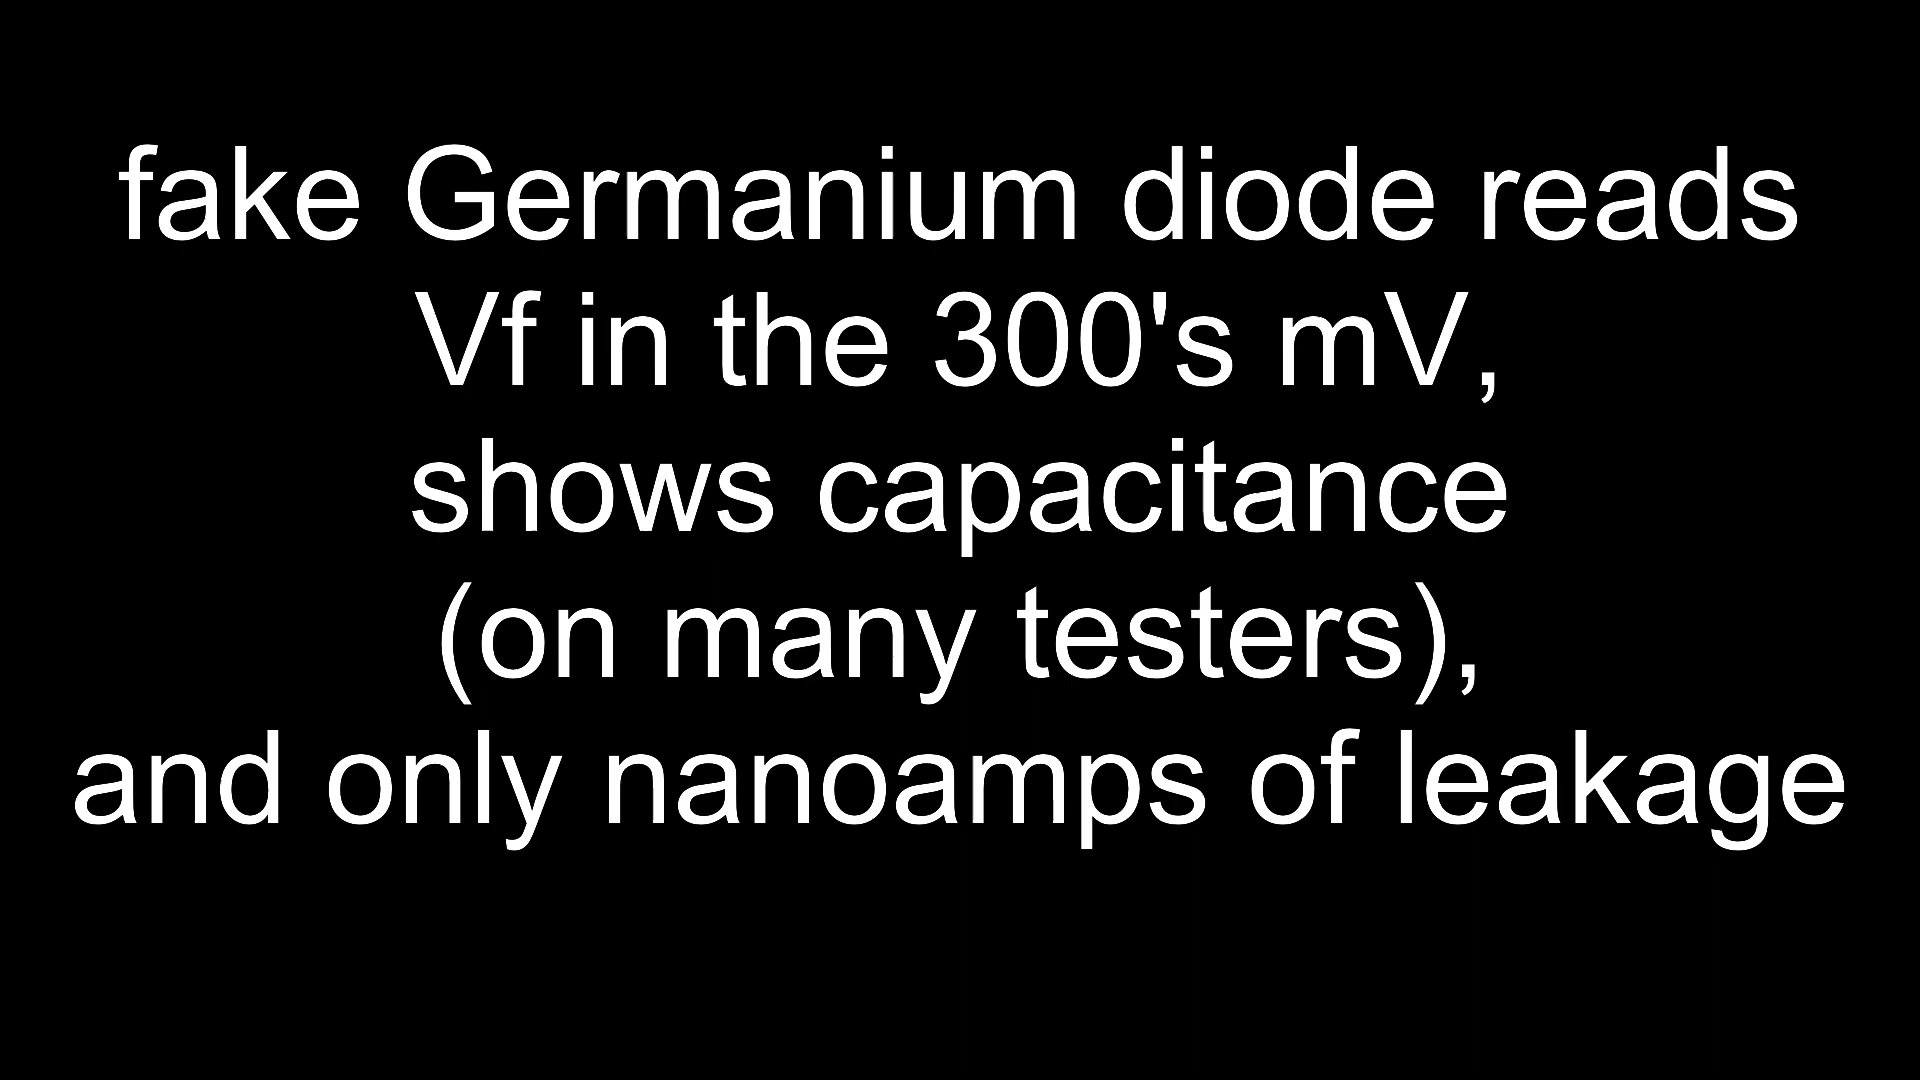 fake Germanium diode reads
Vf in the 300's mV,
shows capacitance
(on many testers),
and only nanoamps of leakage